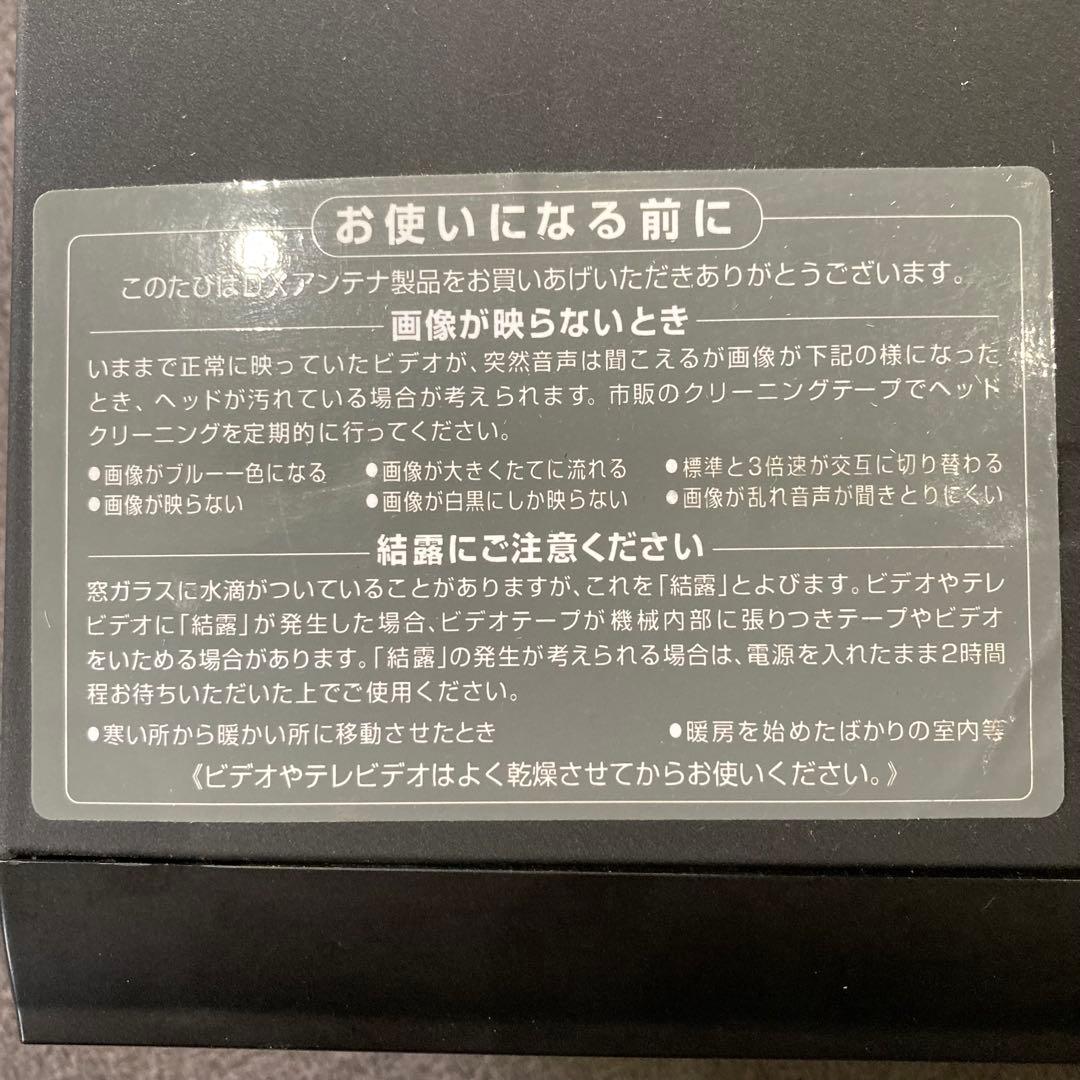 お使いになる前に
このたびはDXアンテナ製品をお買いあげいただきありがとうございます。
画像が映らないとき
いままで正常に映っていたビデオが、突然音声は聞こえるが画像が下記の様になった
とき、ヘッドが汚れている場合が考えられます。市販のクリーニングテープでヘッド
クリーニングを定期的に行ってください。
●画像がブルー一色になる ●画像が大きくたてに流れる ●標準と3倍速が交互に切り替わる
●画像が映らない ●画像が白黒にしか映らない ●画像が乱れ音声が聞きとりにくい
結露にご注意ください
窓ガラスに水滴がついていることがありますが、これを「結露」とよびます。ビデオやテレ
ビデオに「結露」が発生した場合、ビデオテープが機械内部に張りつきテープやビデオ
をいためる場合があります。「結露」の発生が考えられる場合は、電源を入れたまま2時間
程お待ちいただいた上でご使用ください。
●寒い所から暖かい所に移動させたとき ●暖房を始めたばかりの室内等
《ビデオやテレビデオはよく乾燥させてからお使いください。》